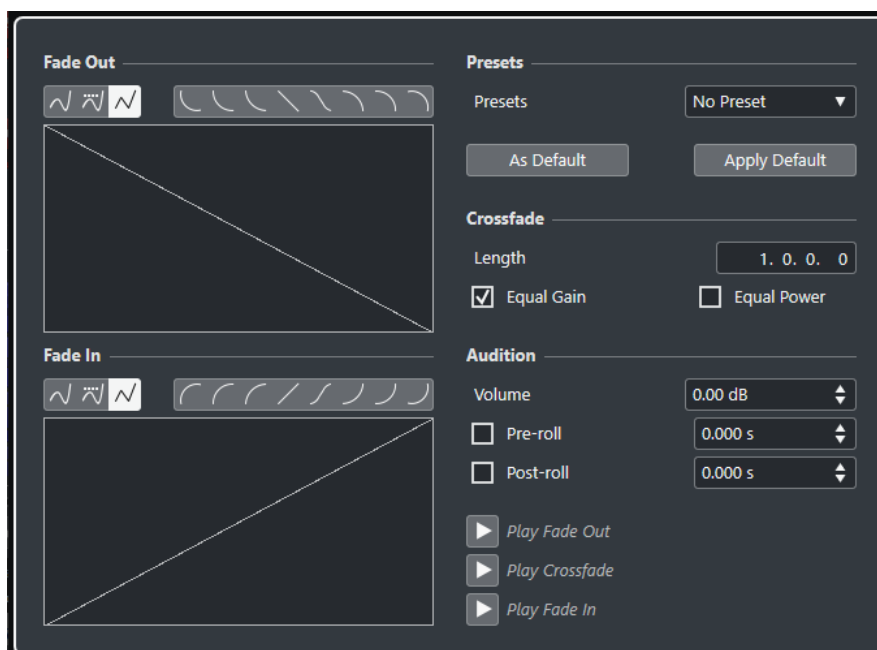 Fade Out
Presets
Presets
No Preset
As Default
Apply Default
Crossfade
Length
1. 0. 0. 0
Equal Gain
Equal Power
Fade In
Audition
Volume
0.00 dB
Pre-roll
0.000 s
Post-roll
0.000 s
Play Fade Out
Play Crossfade
Play Fade In